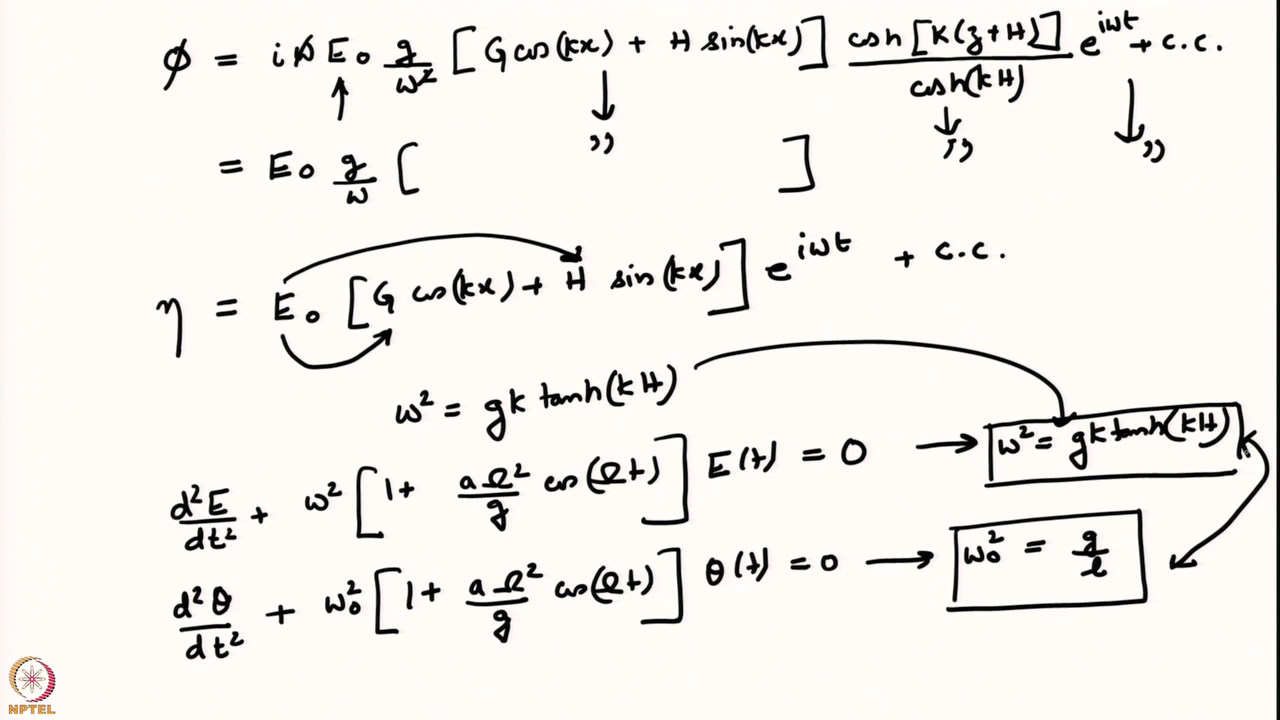 ϕ = i ω̸ E₀ g/ω² [G cos(kx) + H sin(kx)] cosh[K(z+H)]/cosh(kH) e^{iωt} + c.c.
,, ,, ,,
= E₀ g/ω [ ]
η = E₀ [G cos(kx) + H sin(kx)] e^{iωt} + c.c.
ω² = gk tanh(kH)
d²E/dt² + ω² [1 + aΩ²/g cos(Ωt)] E(t) = 0 → ω² = gk tanh(kH)
d²θ/dt² + ω₀² [1 + aΩ²/g cos(Ωt)] θ(t) = 0 → ω₀² = g/l
NPTEL